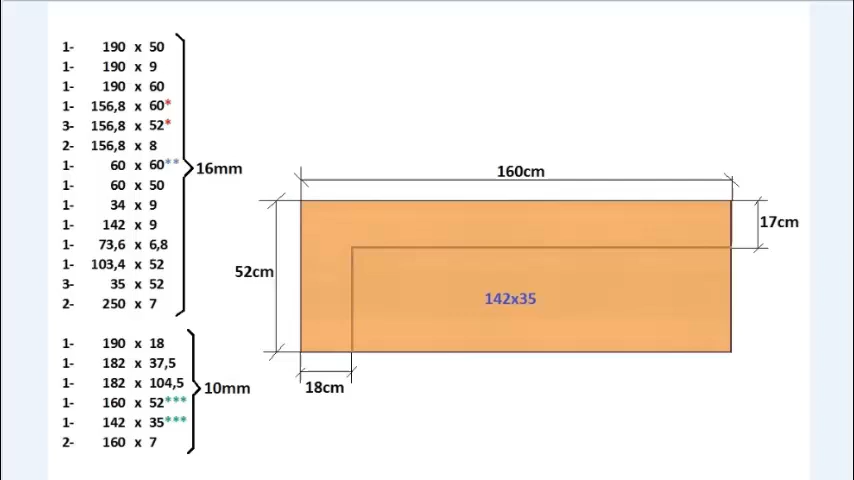 1- 190 x 50
1- 190 x 9
1- 190 x 60
1- 156,8 x 60*
3- 156,8 x 52*
2- 156,8 x 8
1- 60 x 60**
1- 60 x 50
1- 34 x 9
1- 142 x 9
1- 73,6 x 6,8
1- 103,4 x 52
3- 35 x 52
2- 250 x 7
16mm
1- 190 x 18
1- 182 x 37,5
1- 182 x 104,5
1- 160 x 52***
1- 142 x 35***
2- 160 x 7
10mm
160cm
17cm
52cm
142x35
18cm